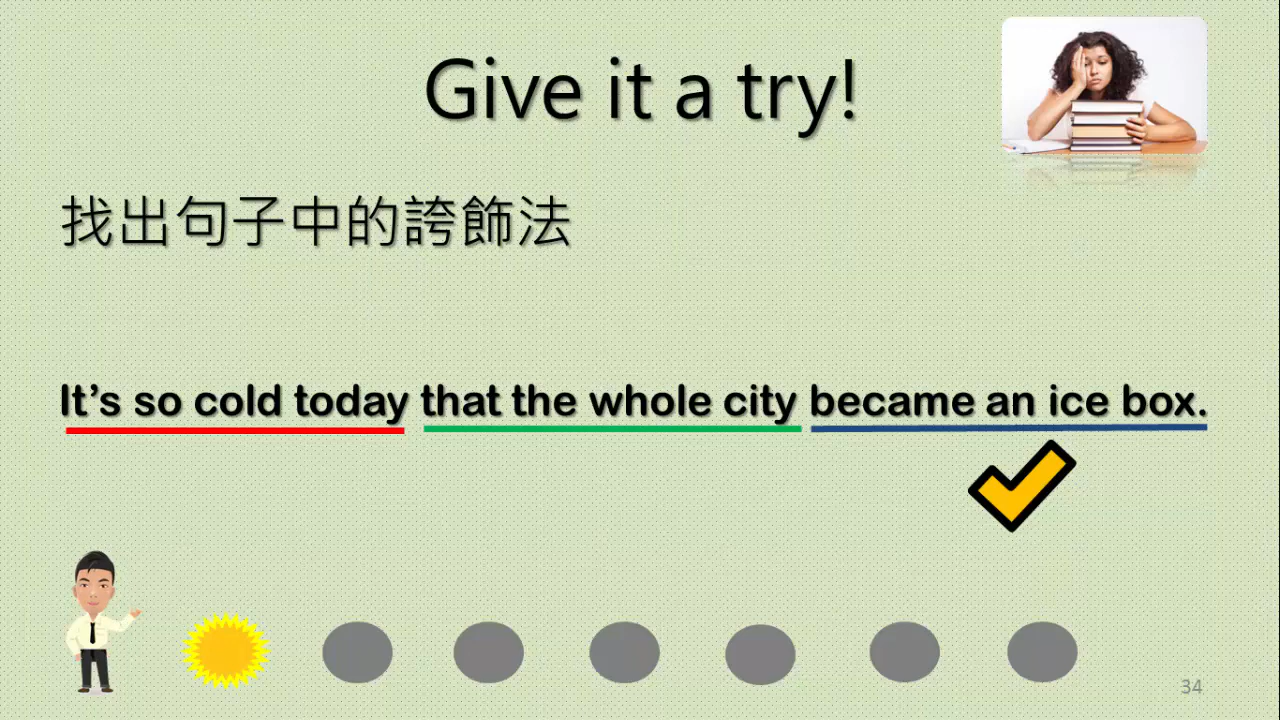 Give it a try!
找出句子中的誇飾法
It’s so cold today that the whole city became an ice box.
34